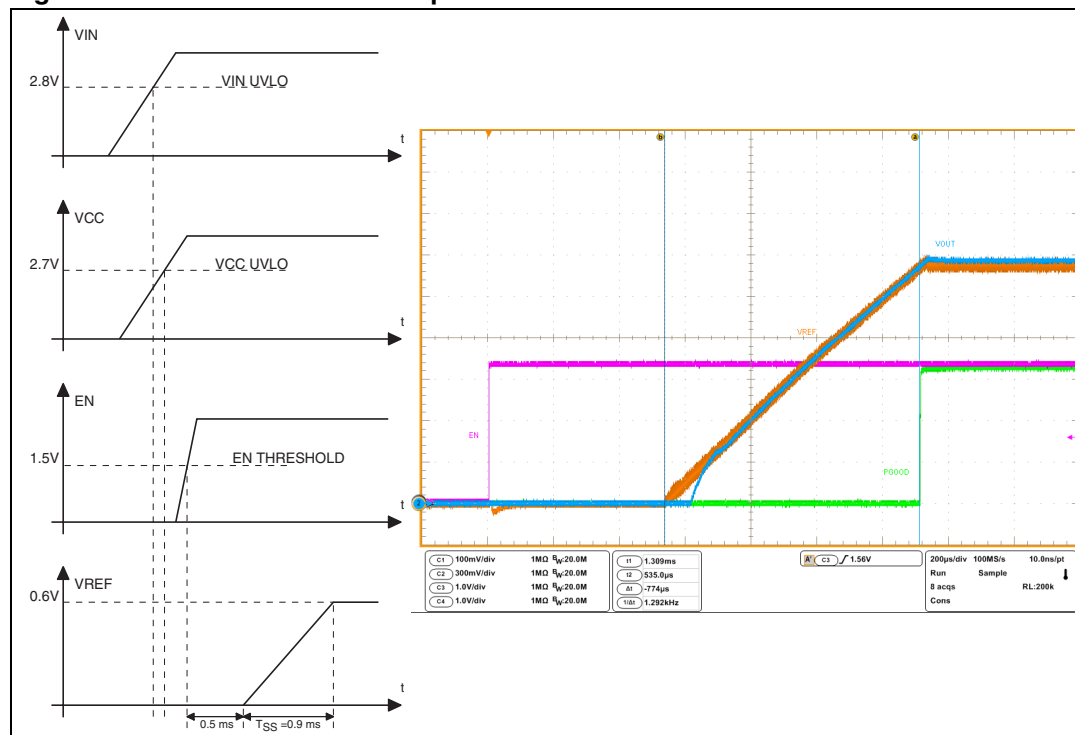 VIN
2.8V
VIN UVLO
t
VCC
2.7V
VCC UVLO
t
EN
1.5V
EN THRESHOLD
t
VREF
0.6V
t
0.5 ms
TSS =0.9 ms
b
a
VOUT
VREF
EN
PGOOD
C1 100mV/div 1MΩ BW:20.0M
C2 300mV/div 1MΩ BW:20.0M
C3 1.0V/div 1MΩ BW:20.0M
C4 1.0V/div 1MΩ BW:20.0M
t1 1.309ms
t2 535.0µs
Δt -774µs
1/Δt 1.292kHz
A' C3 1.56V
200µs/div 100MS/s 10.0ns/pt
Run Sample
8 acqs RL:200k
Cons